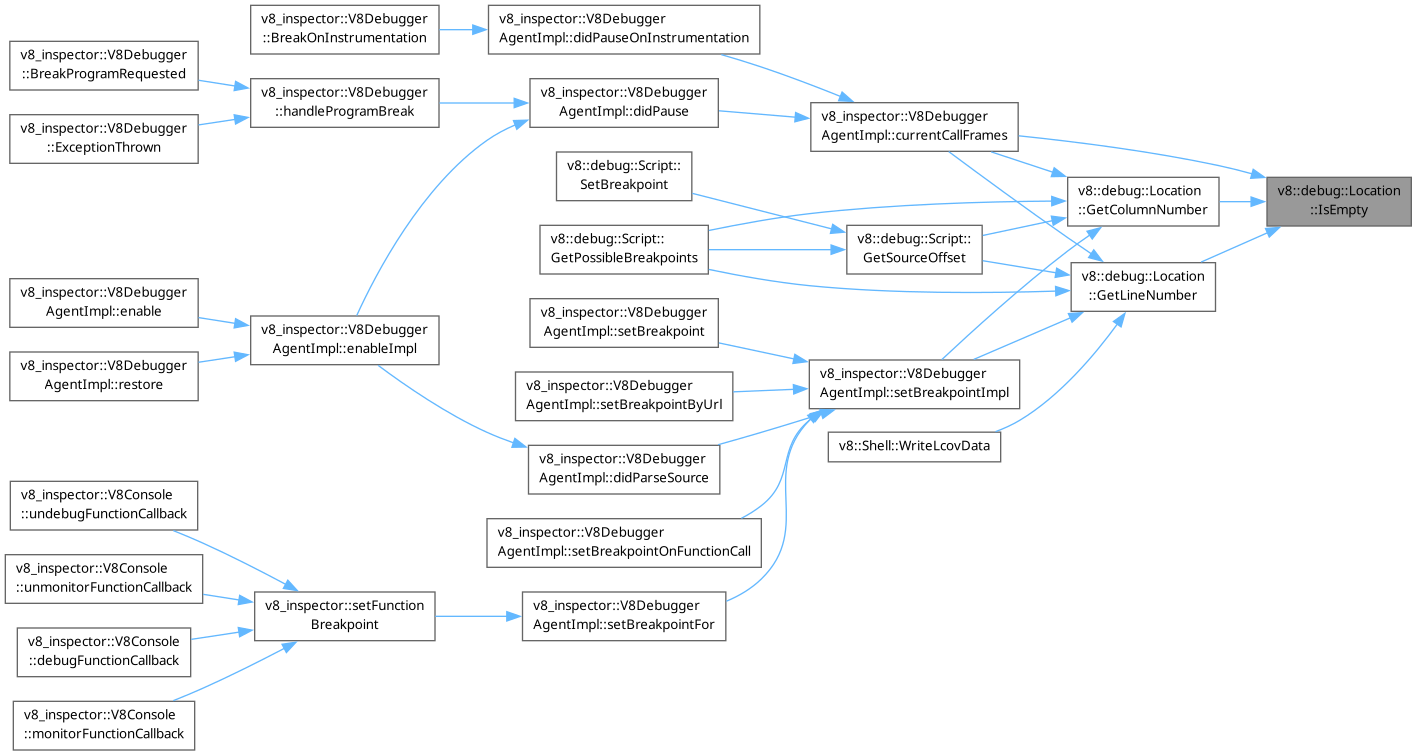 v8_inspector::V8Debugger
::BreakProgramRequested
v8_inspector::V8Debugger
::ExceptionThrown
v8_inspector::V8Debugger
AgentImpl::enable
v8_inspector::V8Debugger
AgentImpl::restore
v8_inspector::V8Console
::undebugFunctionCallback
v8_inspector::V8Console
::unmonitorFunctionCallback
v8_inspector::V8Console
::debugFunctionCallback
v8_inspector::V8Console
::monitorFunctionCallback
v8_inspector::V8Debugger
::BreakOnInstrumentation
v8_inspector::V8Debugger
::handleProgramBreak
v8_inspector::V8Debugger
AgentImpl::enableImpl
v8_inspector::setFunction
Breakpoint
v8_inspector::V8Debugger
AgentImpl::didPauseOnInstrumentation
v8_inspector::V8Debugger
AgentImpl::didPause
v8::debug::Script::
SetBreakpoint
v8::debug::Script::
GetPossibleBreakpoints
v8_inspector::V8Debugger
AgentImpl::setBreakpoint
v8_inspector::V8Debugger
AgentImpl::setBreakpointByUrl
v8_inspector::V8Debugger
AgentImpl::didParseSource
v8_inspector::V8Debugger
AgentImpl::setBreakpointOnFunctionCall
v8_inspector::V8Debugger
AgentImpl::setBreakpointFor
v8_inspector::V8Debugger
AgentImpl::currentCallFrames
v8::debug::Script::
GetSourceOffset
v8_inspector::V8Debugger
AgentImpl::setBreakpointImpl
v8::Shell::WriteLcovData
v8::debug::Location
::GetColumnNumber
v8::debug::Location
::GetLineNumber
v8::debug::Location
::IsEmpty